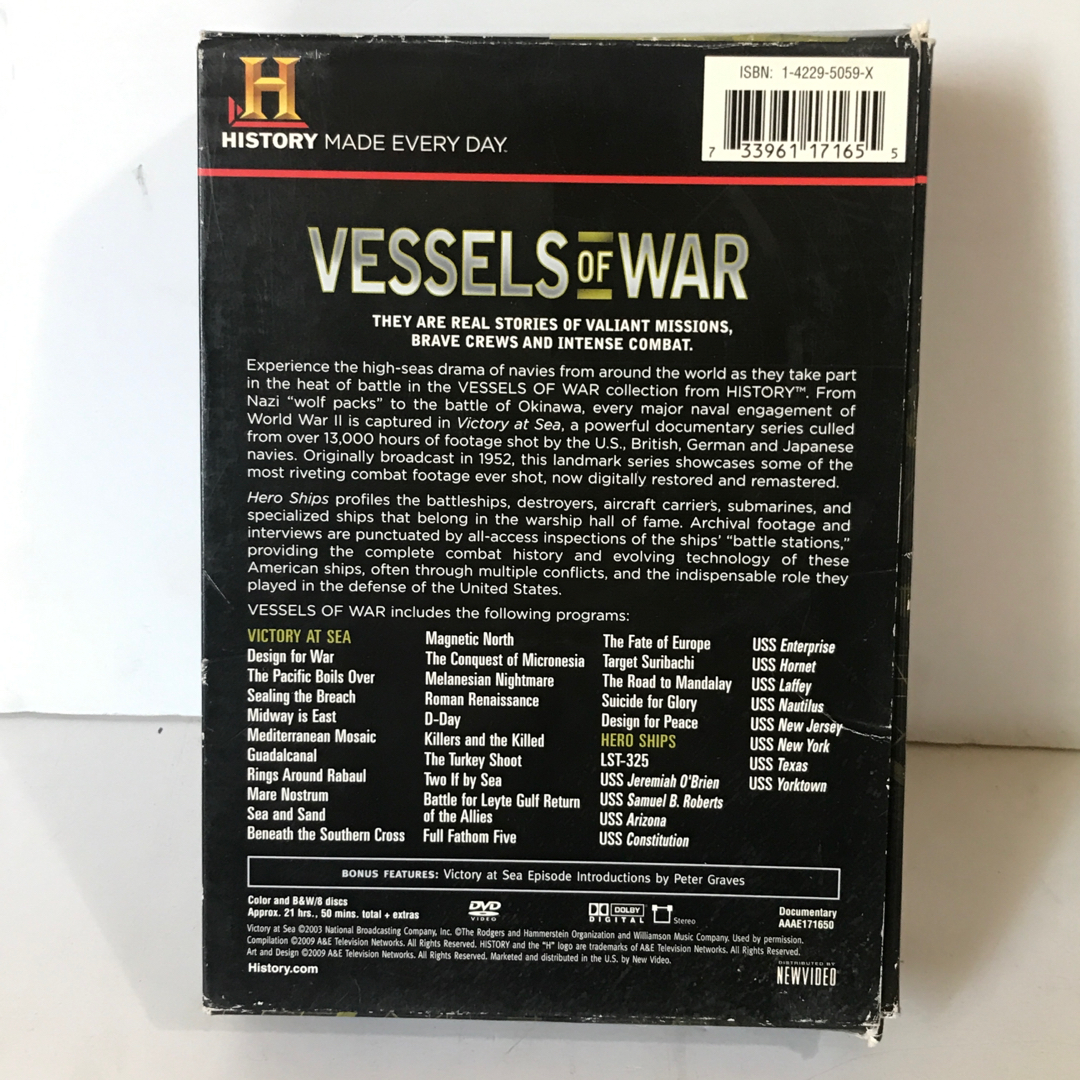 H
HISTORY MADE EVERY DAY.
ISBN: 1-4229-5059-X
7 33961 17165 5
VESSELS OF WAR
THEY ARE REAL STORIES OF VALIANT MISSIONS,
BRAVE CREWS AND INTENSE COMBAT.
Experience the high-seas drama of navies from around the world as they take part
in the heat of battle in the VESSELS OF WAR collection from HISTORY™. From
Nazi “wolf packs” to the battle of Okinawa, every major naval engagement of
World War II is captured in Victory at Sea, a powerful documentary series culled
from over 13,000 hours of footage shot by the U.S., British, German and Japanese
navies. Originally broadcast in 1952, this landmark series showcases some of the
most riveting combat footage ever shot, now digitally restored and remastered.
Hero Ships profiles the battleships, destroyers, aircraft carriers, submarines, and
specialized ships that belong in the warship hall of fame. Archival footage and
interviews are punctuated by all-access inspections of the ships’ “battle stations,”
providing the complete combat history and evolving technology of these
American ships, often through multiple conflicts, and the indispensable role they
played in the defense of the United States.
VESSELS OF WAR includes the following programs:
VICTORY AT SEA
Design for War
The Pacific Boils Over
Sealing the Breach
Midway is East
Mediterranean Mosaic
Guadalcanal
Rings Around Rabaul
Mare Nostrum
Sea and Sand
Beneath the Southern Cross
Magnetic North
The Conquest of Micronesia
Melanesian Nightmare
Roman Renaissance
D-Day
Killers and the Killed
The Turkey Shoot
Two If by Sea
Battle for Leyte Gulf Return
of the Allies
Full Fathom Five
The Fate of Europe
Target Suribachi
The Road to Mandalay
Suicide for Glory
Design for Peace
HERO SHIPS
LST-325
USS Jeremiah O'Brien
USS Samuel B. Roberts
USS Arizona
USS Constitution
USS Enterprise
USS Hornet
USS Laffey
USS Nautilus
USS New Jersey
USS New York
USS Texas
USS Yorktown
BONUS FEATURES: Victory at Sea Episode Introductions by Peter Graves
Color and B&W/8 discs
Approx. 21 hrs., 50 mins. total + extras
DVD
VIDEO
DOLBY
DIGITAL
Stereo
Documentary
AAAE171650
Victory at Sea ©2003 National Broadcasting Company, Inc. ©The Rodgers and Hammerstein Organization and Williamson Music Company. Used by permission.
Compilation ©2009 A&E Television Networks. All Rights Reserved. HISTORY and the "H" logo are trademarks of A&E Television Networks. All Rights Reserved.
Art and Design ©2009 A&E Television Networks. All Rights Reserved. Marketed and distributed in the U.S. by New Video.
History.com
DISTRIBUTED BY
NEWVIDEO